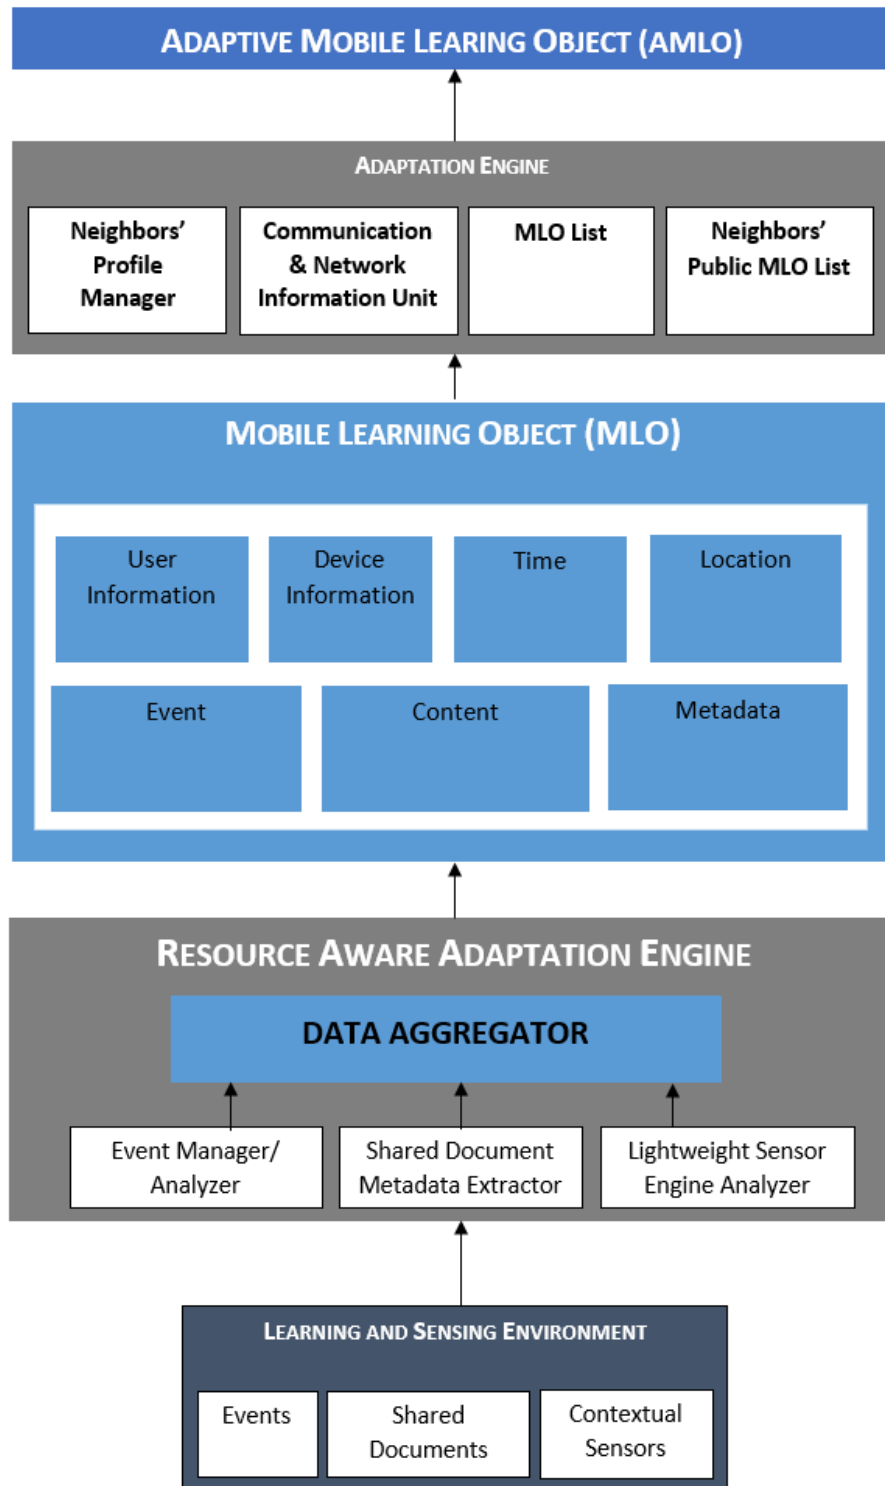 ADAPTIVE MOBILE LEARING OBJECT (AMLO)
ADAPTATION ENGINE
Neighbors'
Profile
Manager
Communication
& Network
Information Unit
MLO List
Neighbors'
Public MLO List
MOBILE LEARNING OBJECT (MLO)
User
Information
Device
Information
Time
Location
Event
Content
Metadata
RESOURCE AWARE ADAPTATION ENGINE
DATA AGGREGATOR
Event Manager/
Analyzer
Shared Document
Metadata Extractor
Lightweight Sensor
Engine Analyzer
LEARNING AND SENSING ENVIRONMENT
Events
Shared
Documents
Contextual
Sensors